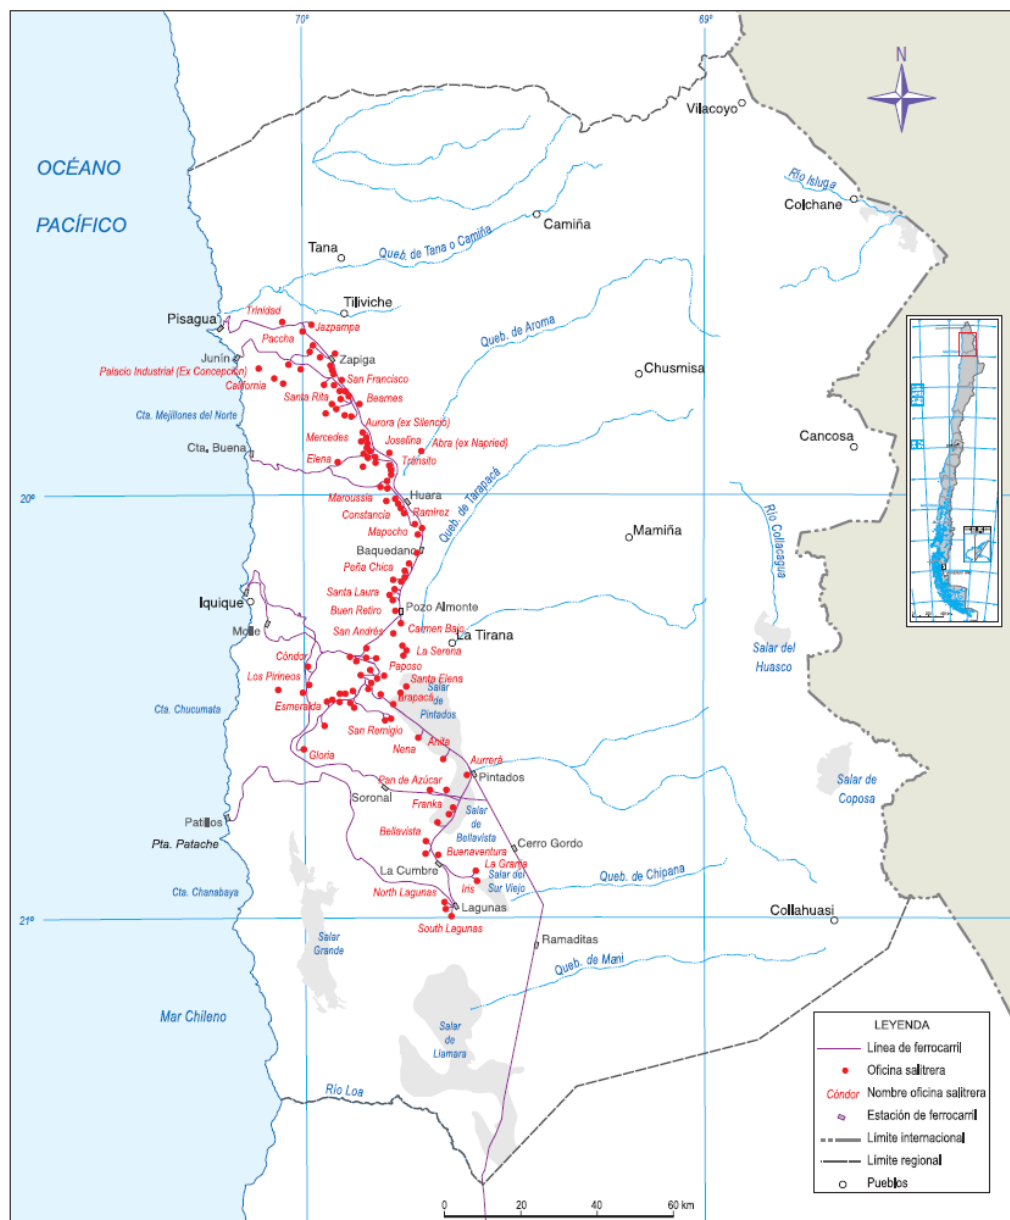 70º
69º
N
Vilacoyo
OCÉANO
PACÍFICO
Río Isluga
Colchane
Camiña
Queb. de Tana o Camiña
Tana
Tiliviche
Trinidad
Pisagua
Jazpampa
Paccha
Queb. de Aroma
Junín
Zapiga
Palacio Industrial (Ex Concepción)
San Francisco
California
Chusmisa
Santa Rita
Beames
Cta. Mejillones del Norte
Aurora (ex Silencio)
Mercedes
Joselina
Abra (ex Napried)
Cancosa
Cta. Buena
Elena
Tránsito
20º
Maroussia
Huara
Constancia
Ramírez
Queb. de Tarapacá
Río Collacagua
Mapocho
Mamiña
Baquedano
Peña Chica
Santa Laura
Iquique
Buen Retiro
Pozo Almonte
Molle
San Andrés
Carmen Bajo
La Tirana
La Serena
Salar del
Huasco
Cóndor
Paposo
Los Pirineos
Santa Elena
Salar
de
Pintados
Tarapacá
Cta. Chucumata
Esmeralda
San Remigio
Anita
Nena
Gloria
Aurrerá
Pintados
Pan de Azúcar
Salar de
Coposa
Soronal
Franka
Patillos
Salar
de
Bellavista
Pta. Patache
Bellavista
Buenaventura
Cerro Gordo
La Cumbre
La Granja
Salar del
Sur Viejo
Queb. de Chipana
Cta. Chanabaya
North Lagunas
Iris
Lagunas
Collahuasi
21º
South Lagunas
Salar
Grande
Ramaditas
Queb. de Mani
Mar Chileno
Salar
de
Llamara
Río Loa
LEYENDA
Línea de ferrocarril
Oficina salitrera
Cóndor Nombre oficina salitrera
Estación de ferrocarril
Límite internacional
Límite regional
Pueblos
0 20 40 60 km